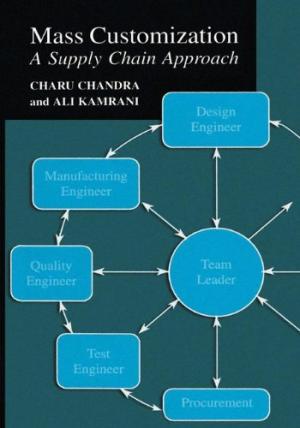 Mass Customization
A Supply Chain Approach
CHARU CHANDRA
and ALI KAMRANI
Design
Engineer
Manufacturing
Engineer
Quality
Engineer
Team
Leader
Test
Engineer
Procurement